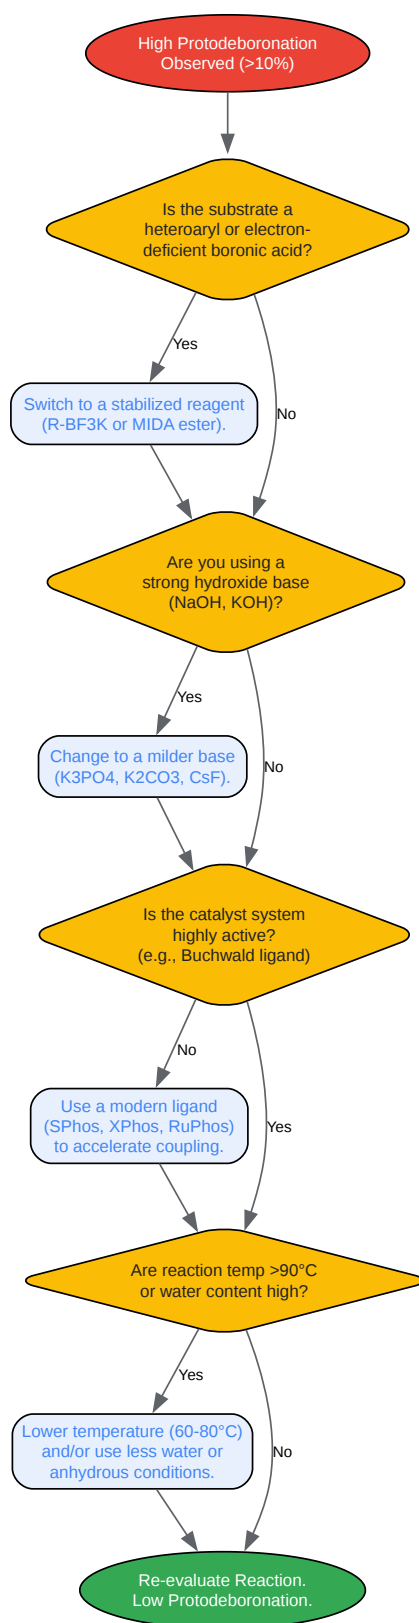 High Protodeboronation
Observed (>10%)
Is the substrate a
heteroaryl or electron-
deficient boronic acid?
Yes
No
Switch to a stabilized reagent
(R-BF3K or MIDA ester).
Are you using a
strong hydroxide base
(NaOH, KOH)?
Yes
No
Change to a milder base
(K3PO4, K2CO3, CsF).
Is the catalyst system
highly active?
(e.g., Buchwald ligand)
No
Yes
Use a modern ligand
(SPhos, XPhos, RuPhos)
to accelerate coupling.
Are reaction temp >90°C
or water content high?
Yes
No
Lower temperature (60-80°C)
and/or use less water or
anhydrous conditions.
Re-evaluate Reaction.
Low Protodeboronation.